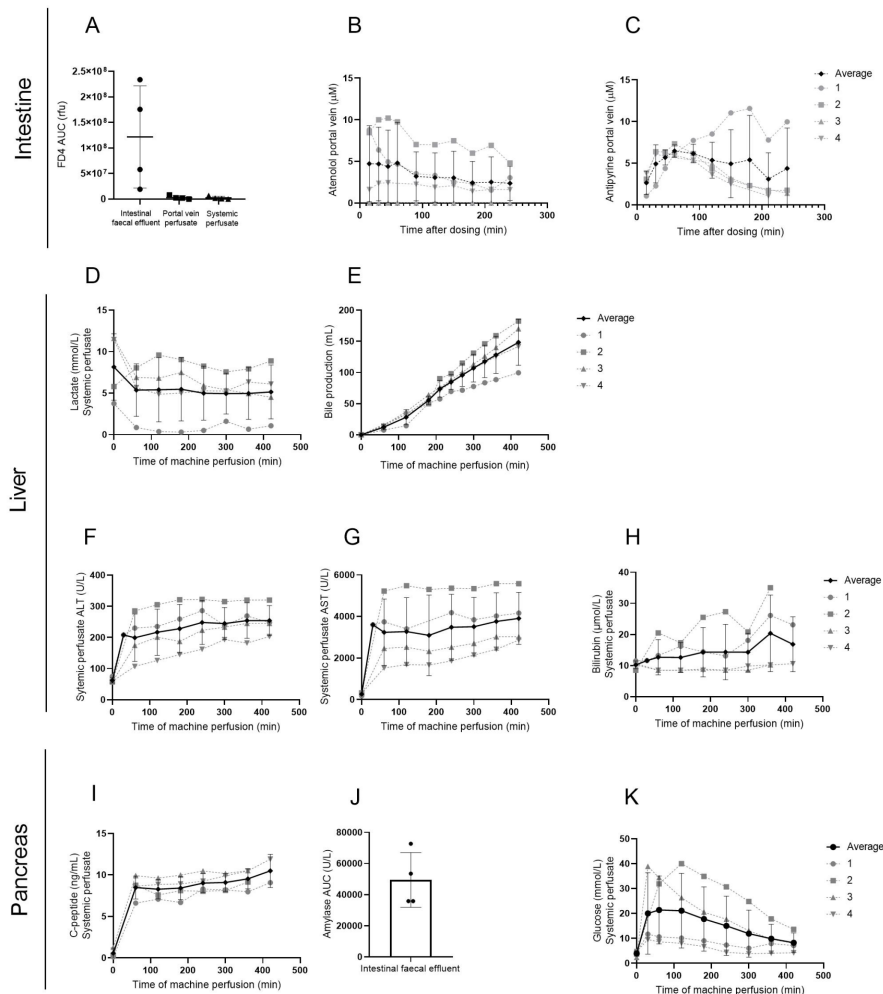 Intestine
A
FD4 AUC (rfu)
2.5×10⁸
2.0×10⁸
1.5×10⁸
1.0×10⁸
5×10⁷
0
Intestinal faecal effluent
Portal vein perfusate
Systemic perfusate
B
Atenolol portal vein (µM)
15
10
5
0
0 100 200 300
Time after dosing (min)
C
Antipyrine portal vein (µM)
15
10
5
0
0 100 200 300
Time after dosing (min)
Average
1
2
3
4
Liver
D
Lactate (mmol/L)
Systemic perfusate
15
10
5
0
0 100 200 300 400 500
Time of machine perfusion (min)
E
Bile production (mL)
200
150
100
50
0
0 100 200 300 400 500
Time of machine perfusion (min)
Average
1
2
3
4
F
Sytemic perfusate ALT (U/L)
400
300
200
100
0
0 100 200 300 400 500
Time of machine perfusion (min)
G
Systemic perfusate AST (U/L)
6000
4000
2000
0
0 100 200 300 400 500
Time of machine perfusion (min)
H
Bilirubin (µmol/L)
Systemic perfusate
40
30
20
10
0
0 100 200 300 400 500
Time of machine perfusion (min)
Average
1
2
3
4
Pancreas
I
C-peptide (ng/mL)
Systemic perfusate
15
10
5
0
0 100 200 300 400 500
Time of machine perfusion (min)
J
Amylase AUC (U/L)
80000
60000
40000
20000
0
Intestinal faecal effluent
K
Glucose (mmol/L)
Systemic perfusate
50
40
30
20
10
0
0 100 200 300 400 500
Time of machine perfusion (min)
Average
1
2
3
4